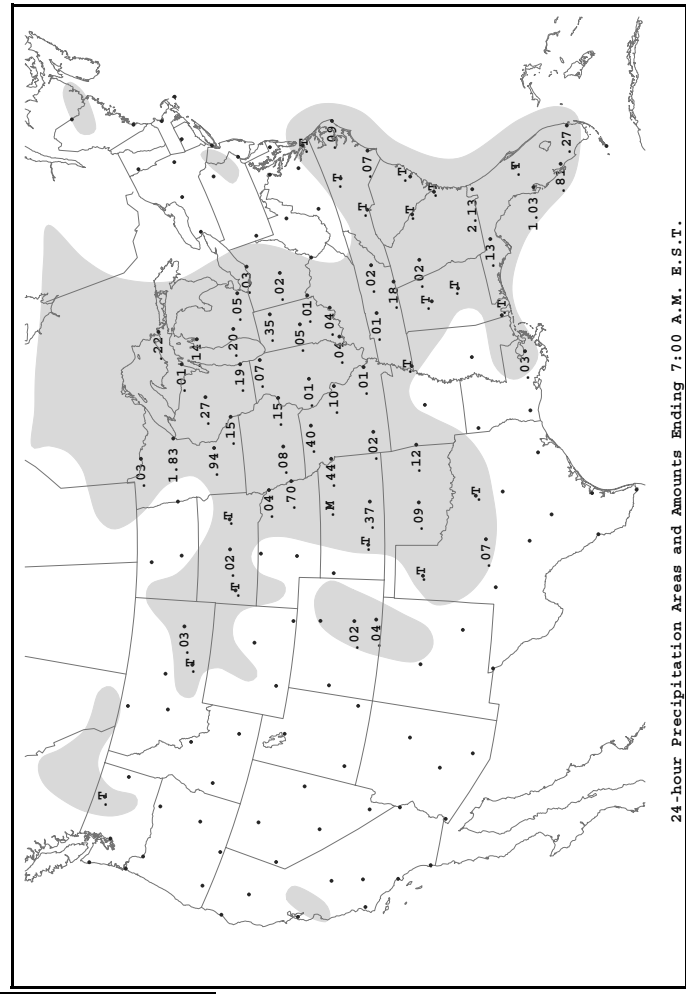 T
.03
.22
1.83
.01
.03
T
.14
.27
.94
T
.02
.15
.20
T
.05
.19
.03
.07
.04
.35
.15
.02
.08
.70
.05
T
.01
.01
.40
.04
M
.44
.10
.09
T
.04
.02
T
.01
T
.07
.37
.02
.02
.04
.01
.18
T
T
T
.12
.09
.02
T
T
T
T
2.13
T
.07
.13
T
T
.03
1.03
.81
.27
24-hour Precipitation Areas and Amounts Ending 7:00 A.M. E.S.T.